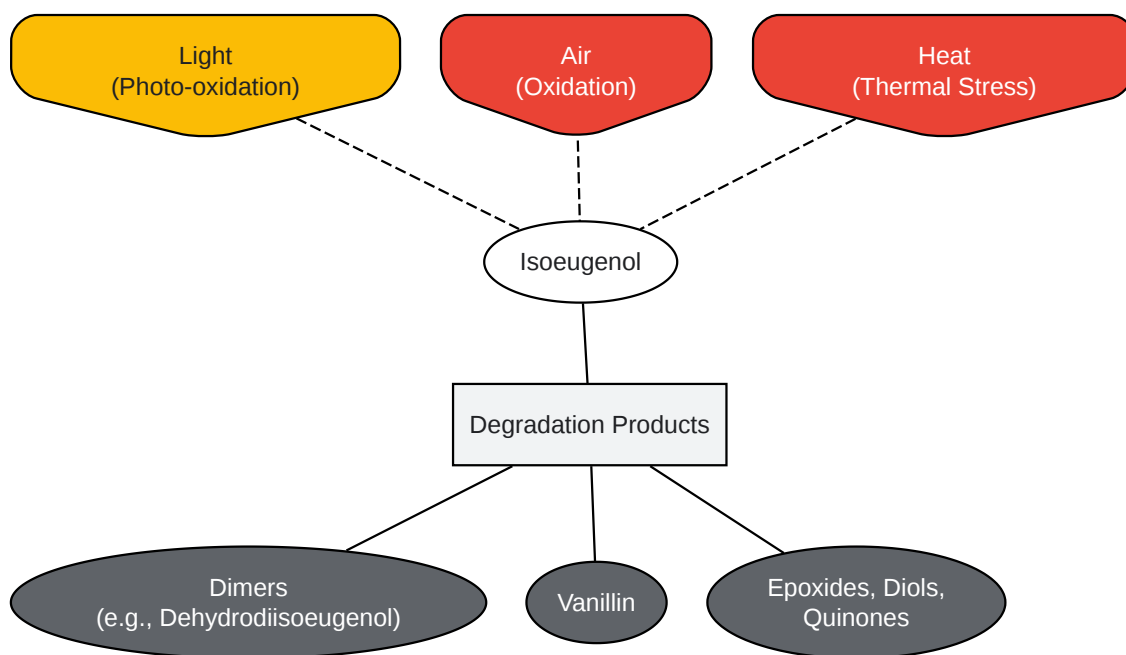 Light
(Photo-oxidation)
Air
(Oxidation)
Heat
(Thermal Stress)
Isoeugenol
Degradation Products
Dimers
(e.g., Dehydrodiisoeugenol)
Vanillin
Epoxides, Diols,
Quinones